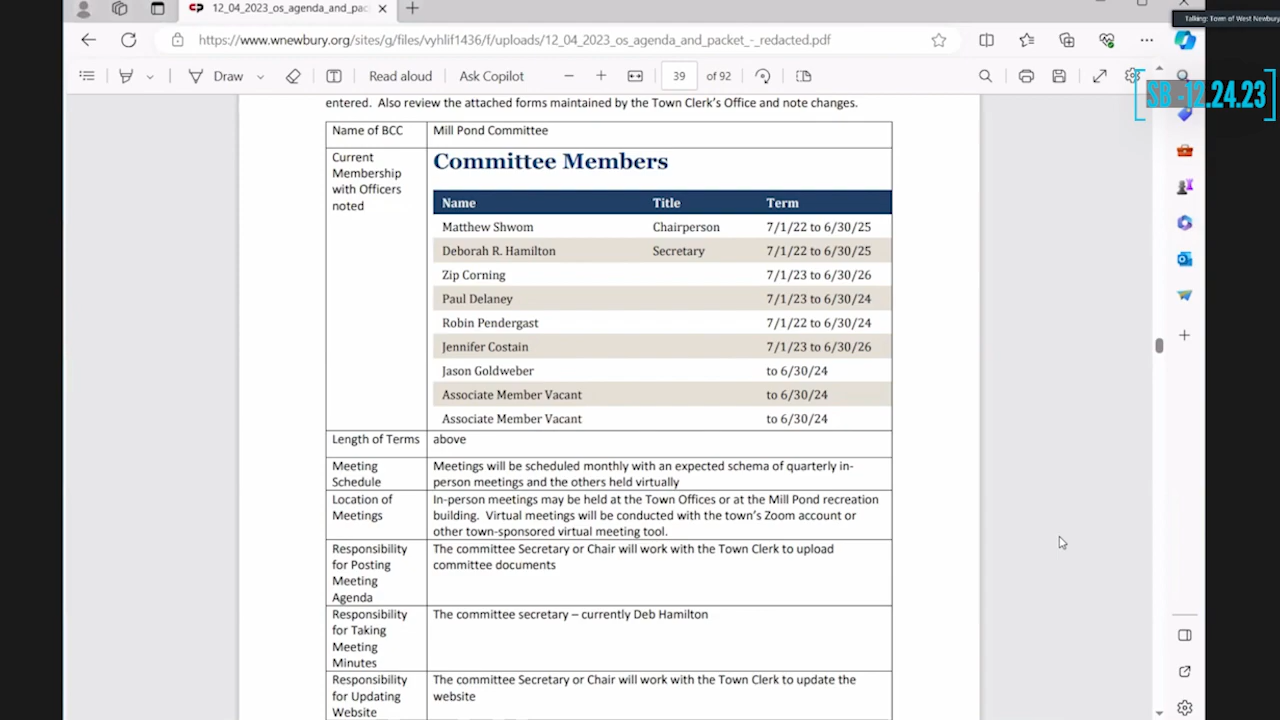 12_04_2023_os_agenda_and_pac
Talking: Town of West Newbury
https://www.wnewbury.org/sites/g/files/vyhlif1436/f/uploads/12_04_2023_os_agenda_and_packet_-_redacted.pdf
Draw Read aloud Ask Copilot 39 of 92
SB -12.24.23
entered. Also review the attached forms maintained by the Town Clerk's Office and note changes.
Name of BCC Mill Pond Committee
Current Membership with Officers noted
Committee Members
Name Title Term
Matthew Shwom Chairperson 7/1/22 to 6/30/25
Deborah R. Hamilton Secretary 7/1/22 to 6/30/25
Zip Corning 7/1/23 to 6/30/26
Paul Delaney 7/1/23 to 6/30/24
Robin Pendergast 7/1/22 to 6/30/24
Jennifer Costain 7/1/23 to 6/30/26
Jason Goldweber to 6/30/24
Associate Member Vacant to 6/30/24
Associate Member Vacant to 6/30/24
Length of Terms above
Meeting Schedule
Meetings will be scheduled monthly with an expected schema of quarterly in-
person meetings and the others held virtually
Location of Meetings
In-person meetings may be held at the Town Offices or at the Mill Pond recreation
building. Virtual meetings will be conducted with the town's Zoom account or
other town-sponsored virtual meeting tool.
Responsibility for Posting Meeting Agenda
The committee Secretary or Chair will work with the Town Clerk to upload
committee documents
Responsibility for Taking Meeting Minutes
The committee secretary – currently Deb Hamilton
Responsibility for Updating Website
The committee Secretary or Chair will work with the Town Clerk to update the
website